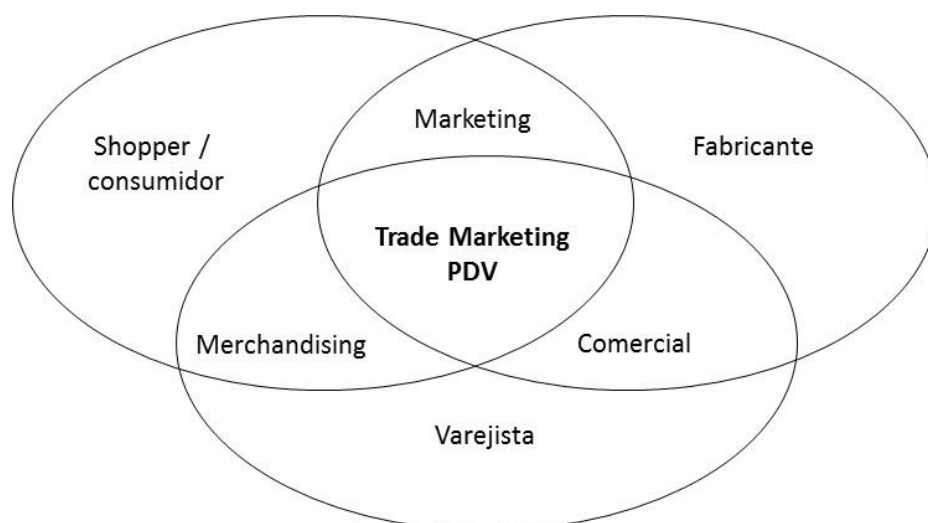 Marketing
Shopper /
consumidor
Fabricante
Trade Marketing
PDV
Merchandising
Comercial
Varejista